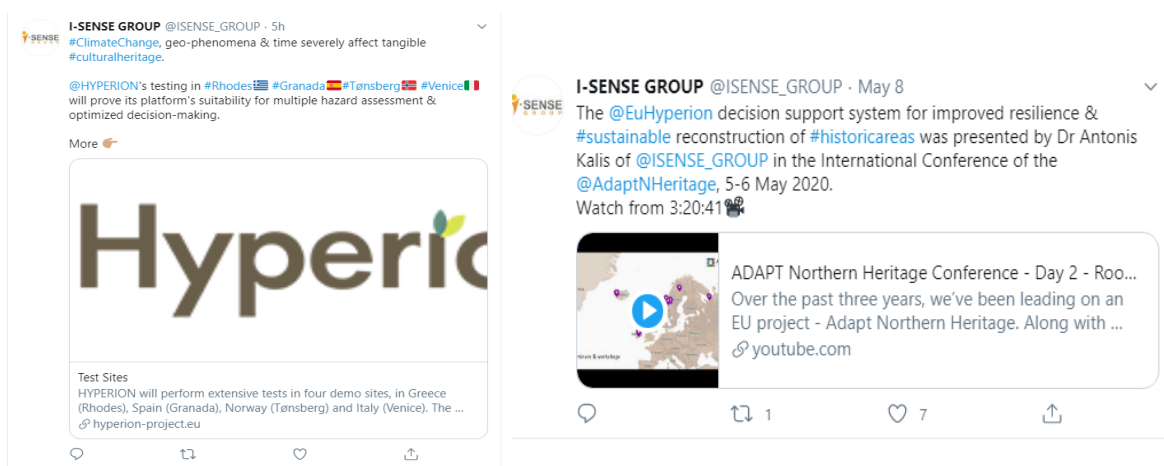 I-SENSE GROUP @ISENSE_GROUP · 5h
#ClimateChange, geo-phenomena & time severely affect tangible
#culturalheritage.
@HYPERION's testing in #Rhodes🇬🇷 #Granada🇪🇸#Tønsberg🇳🇴 #Venice🇮🇹
will prove its platform's suitability for multiple hazard assessment &
optimized decision-making.
More 👉🏽
Hyperio
Test Sites
HYPERION will perform extensive tests in four demo sites, in Greece
(Rhodes), Spain (Granada), Norway (Tønsberg) and Italy (Venice). The ...
hyperion-project.eu
I-SENSE
GROUP
I-SENSE GROUP @ISENSE_GROUP · May 8
The @EuHyperion decision support system for improved resilience &
#sustainable reconstruction of #historicareas was presented by Dr Antonis
Kalis of @ISENSE_GROUP in the International Conference of the
@AdaptNHeritage, 5-6 May 2020.
Watch from 3:20:41🎥
ADAPT Northern Heritage Conference - Day 2 - Roo...
Over the past three years, we've been leading on an
EU project - Adapt Northern Heritage. Along with ...
youtube.com
1
7